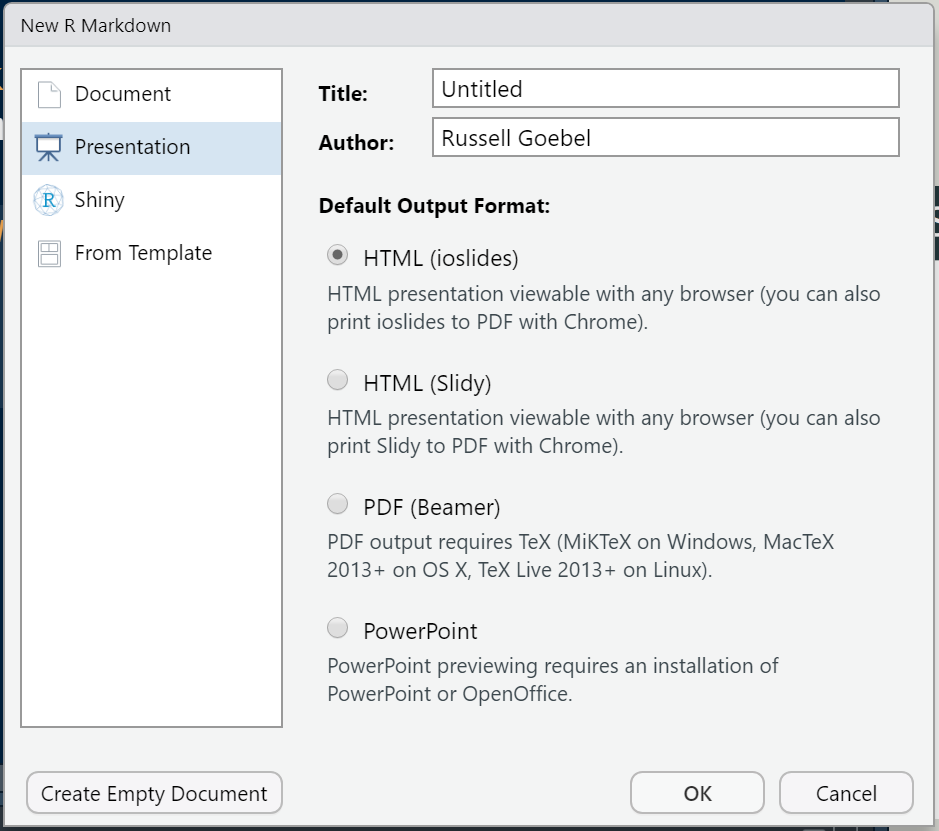 New R Markdown
Document
Presentation
Shiny
From Template
Title:
Untitled
Author:
Russell Goebel
Default Output Format:
HTML (ioslides)
HTML presentation viewable with any browser (you can also
print ioslides to PDF with Chrome).
HTML (Slidy)
HTML presentation viewable with any browser (you can also
print Slidy to PDF with Chrome).
PDF (Beamer)
PDF output requires TeX (MiKTeX on Windows, MacTeX
2013+ on OS X, TeX Live 2013+ on Linux).
PowerPoint
PowerPoint previewing requires an installation of
PowerPoint or OpenOffice.
Create Empty Document
OK
Cancel